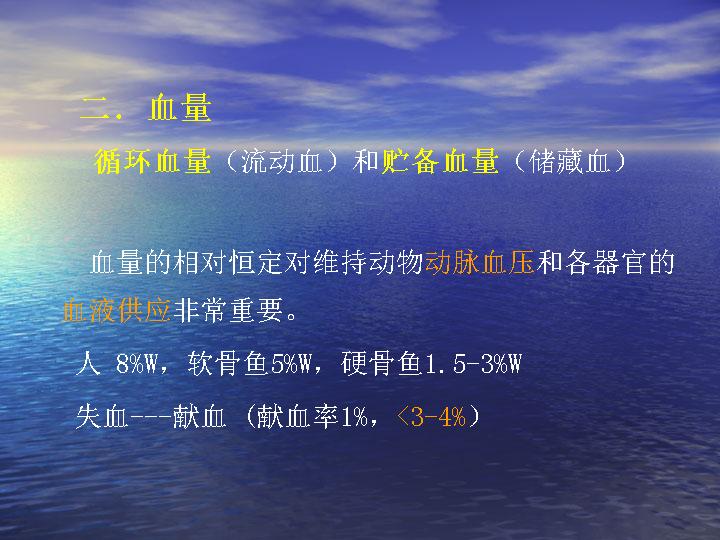 二．血量
循环血量（流动血）和贮备血量（储藏血）
血量的相对恒定对维持动物动脉血压和各器官的
血液供应非常重要。
人 8%W，软骨鱼5%W，硬骨鱼1.5-3%W
失血---献血 (献血率1%，<3-4%）